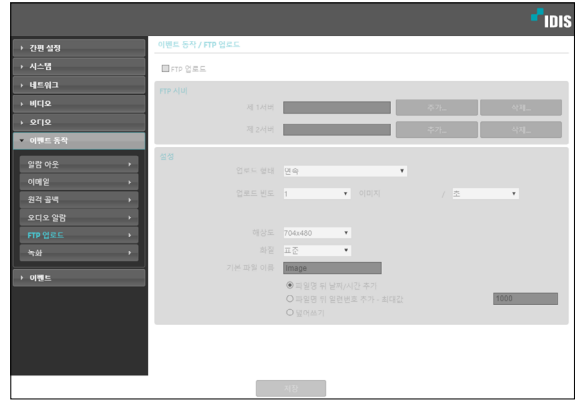 IDIS
간편 설정
시스템
네트워크
비디오
오디오
이벤트 동작
알람 아웃
이메일
원격 콜백
오디오 알람
FTP 업로드
녹화
이벤트
이벤트 동작 / FTP 업로드
FTP 업로드
FTP 서버
제 1서버 추가... 삭제...
제 2서버 추가... 삭제...
설정
업로드 형태 연속
업로드 빈도 1 이미지 / 초
해상도 704x480
화질 표준
기본 파일 이름 image
파일명 뒤 날짜/시간 추가
파일명 뒤 일련번호 추가 - 최대값 1000
덮어쓰기
저장